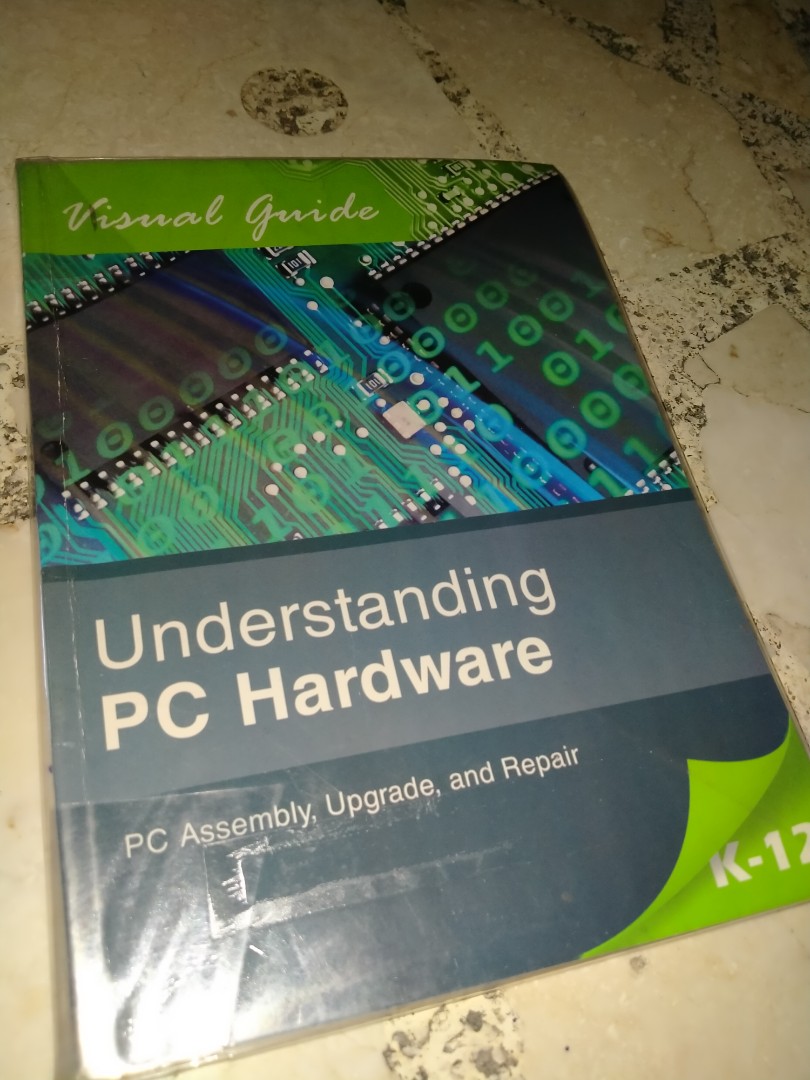 Visual Guide
Understanding
PC Hardware
PC Assembly, Upgrade, and Repair
K-12